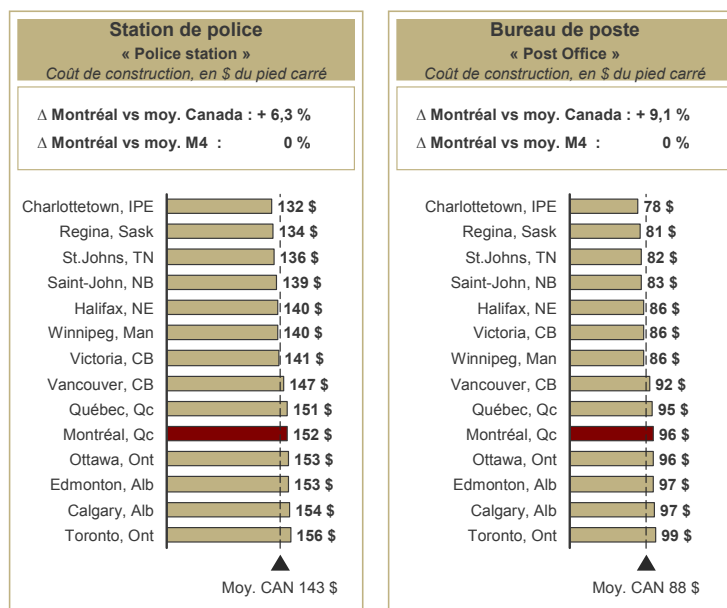 Station de police
« Police station »
Coût de construction, en $ du pied carré
Δ Montréal vs moy. Canada : + 6,3 %
Δ Montréal vs moy. M4 : 0 %
Charlottetown, IPE 132 $
Regina, Sask 134 $
St.Johns, TN 136 $
Saint-John, NB 139 $
Halifax, NE 140 $
Winnipeg, Man 140 $
Victoria, CB 141 $
Vancouver, CB 147 $
Québec, Qc 151 $
Montréal, Qc 152 $
Ottawa, Ont 153 $
Edmonton, Alb 153 $
Calgary, Alb 154 $
Toronto, Ont 156 $
Moy. CAN 143 $
Bureau de poste
« Post Office »
Coût de construction, en $ du pied carré
Δ Montréal vs moy. Canada : + 9,1 %
Δ Montréal vs moy. M4 : 0 %
Charlottetown, IPE 78 $
Regina, Sask 81 $
St.Johns, TN 82 $
Saint-John, NB 83 $
Halifax, NE 86 $
Victoria, CB 86 $
Winnipeg, Man 86 $
Vancouver, CB 92 $
Québec, Qc 95 $
Montréal, Qc 96 $
Ottawa, Ont 96 $
Edmonton, Alb 97 $
Calgary, Alb 97 $
Toronto, Ont 99 $
Moy. CAN 88 $